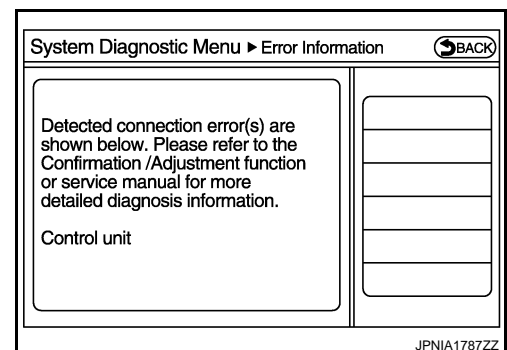 System Diagnostic Menu ► Error Information
BACK
Detected connection error(s) are
shown below. Please refer to the
Confirmation /Adjustment function
or service manual for more
detailed diagnosis information.
Control unit
JPNIA1787ZZ